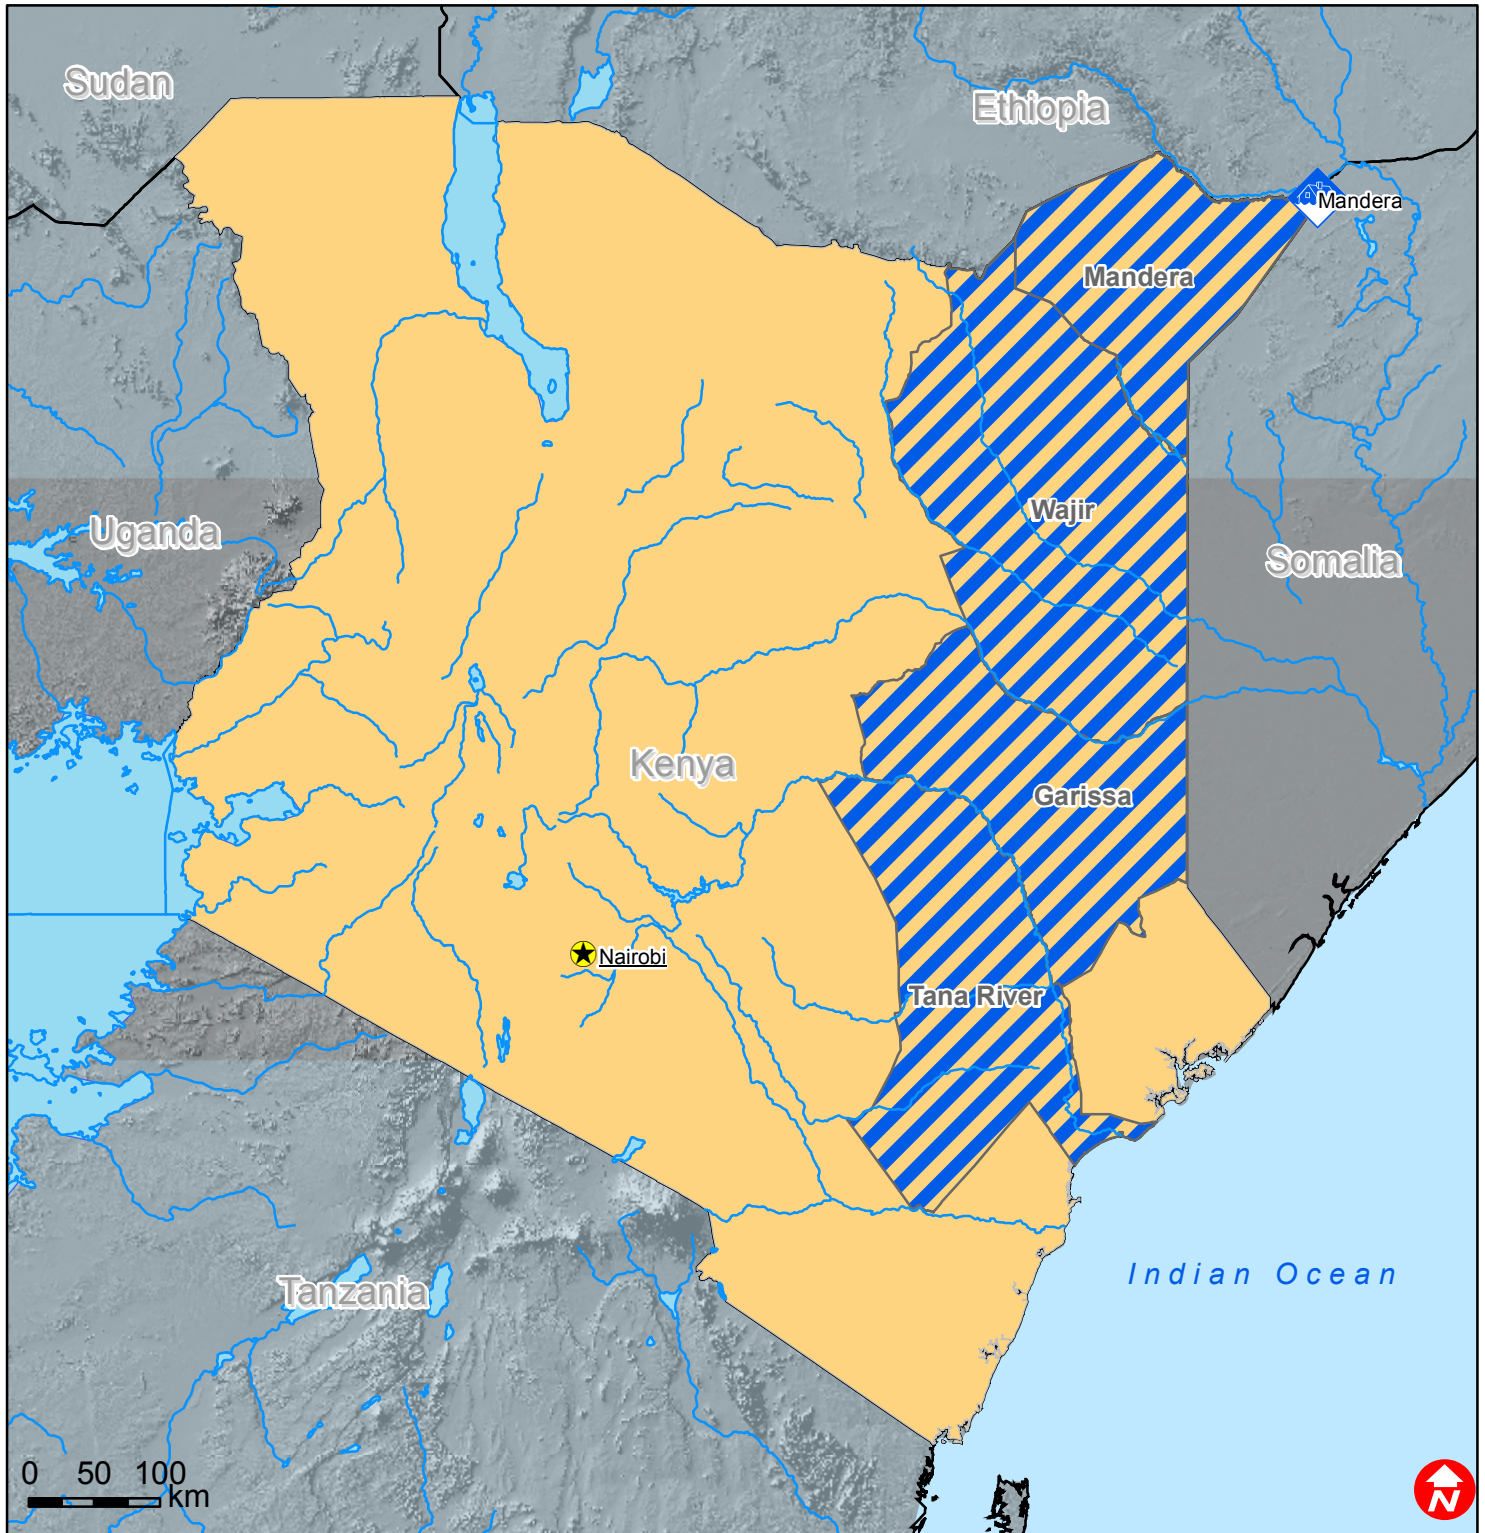 Sudan
Ethiopia
Mandera
Mandera
Wajir
Uganda
Somalia
Kenya
Garissa
Nairobi
Tana River
Indian Ocean
Tanzania
0 50 100
km
N